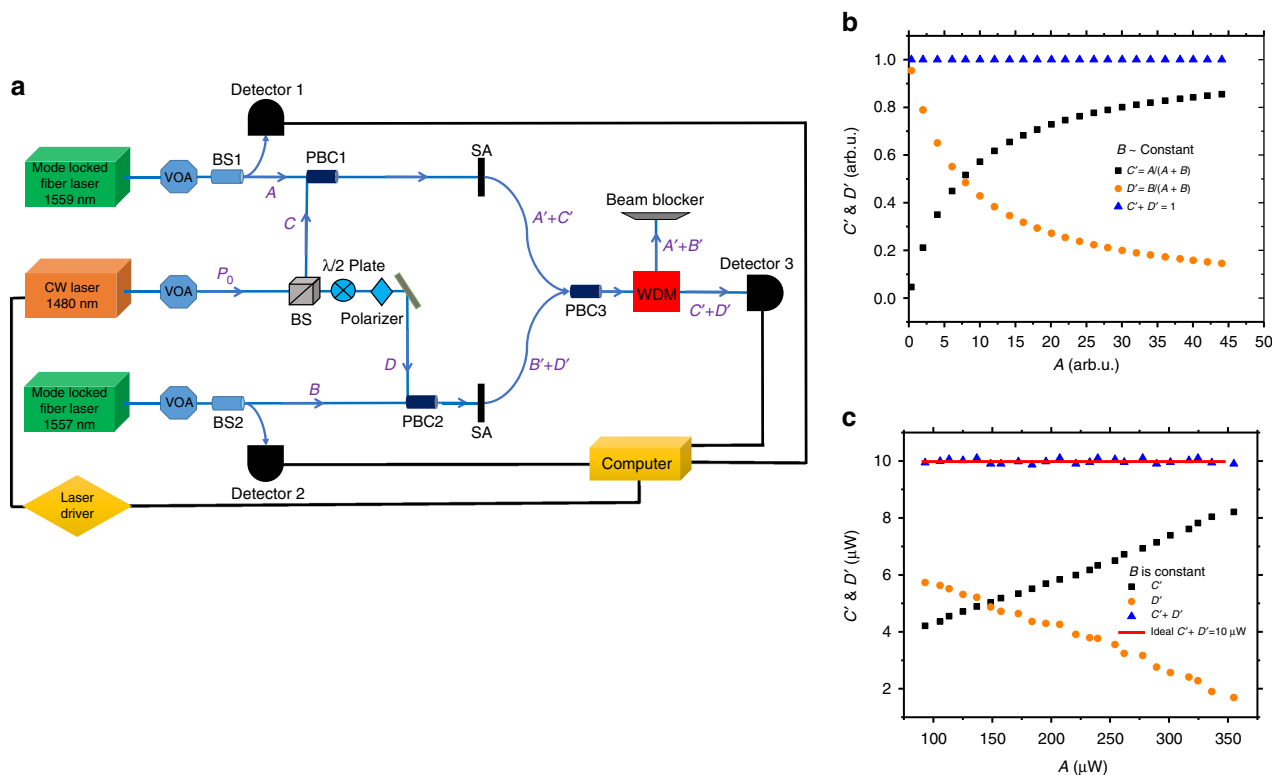 a
Detector 1
Mode locked
fiber laser
1559 nm
VOA
BS1
A
PBC1
SA
C
A′+C′
Beam blocker
A′+B′
CW laser
1480 nm
VOA
P0
BS
λ/2 Plate
Polarizer
PBC3
WDM
C′+D′
Detector 3
D
B′+D′
Mode locked
fiber laser
1557 nm
VOA
BS2
B
PBC2
SA
Detector 2
Computer
Laser
driver
b
C′ & D′ (arb.u.)
1.0
0.8
0.6
0.4
0.2
0.0
B ~ Constant
C′= A/(A + B)
D′= B/(A + B)
C′+ D′ = 1
0 5 10 15 20 25 30 35 40 45 50
A (arb.u.)
c
C′ & D′ (µW)
10
8
6
4
2
B is constant
C′
D′
C′+ D′
Ideal C′+ D′=10 µW
100 150 200 250 300 350
A (µW)